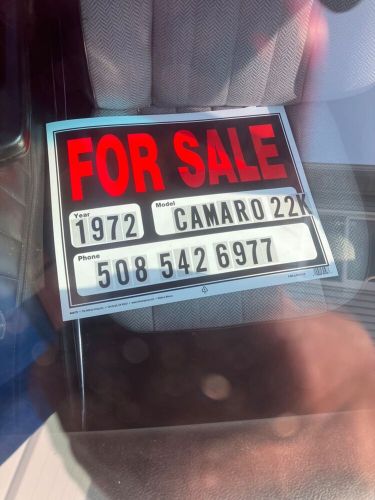 FOR SALE
Year Model
1972 CAMARO 22K
Phone
508 542 6977